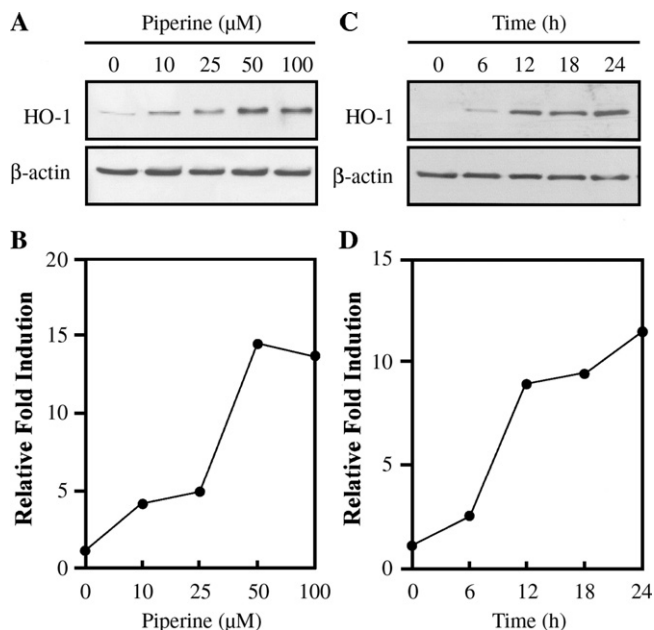 A
Piperine (µM)
0 10 25 50 100
HO-1
β-actin
B
Relative Fold Indution
20
15
10
5
0
0 10 25 50 100
Piperine (µM)
C
Time (h)
0 6 12 18 24
HO-1
β-actin
D
Relative Fold Indution
15
10
5
0
0 6 12 18 24
Time (h)